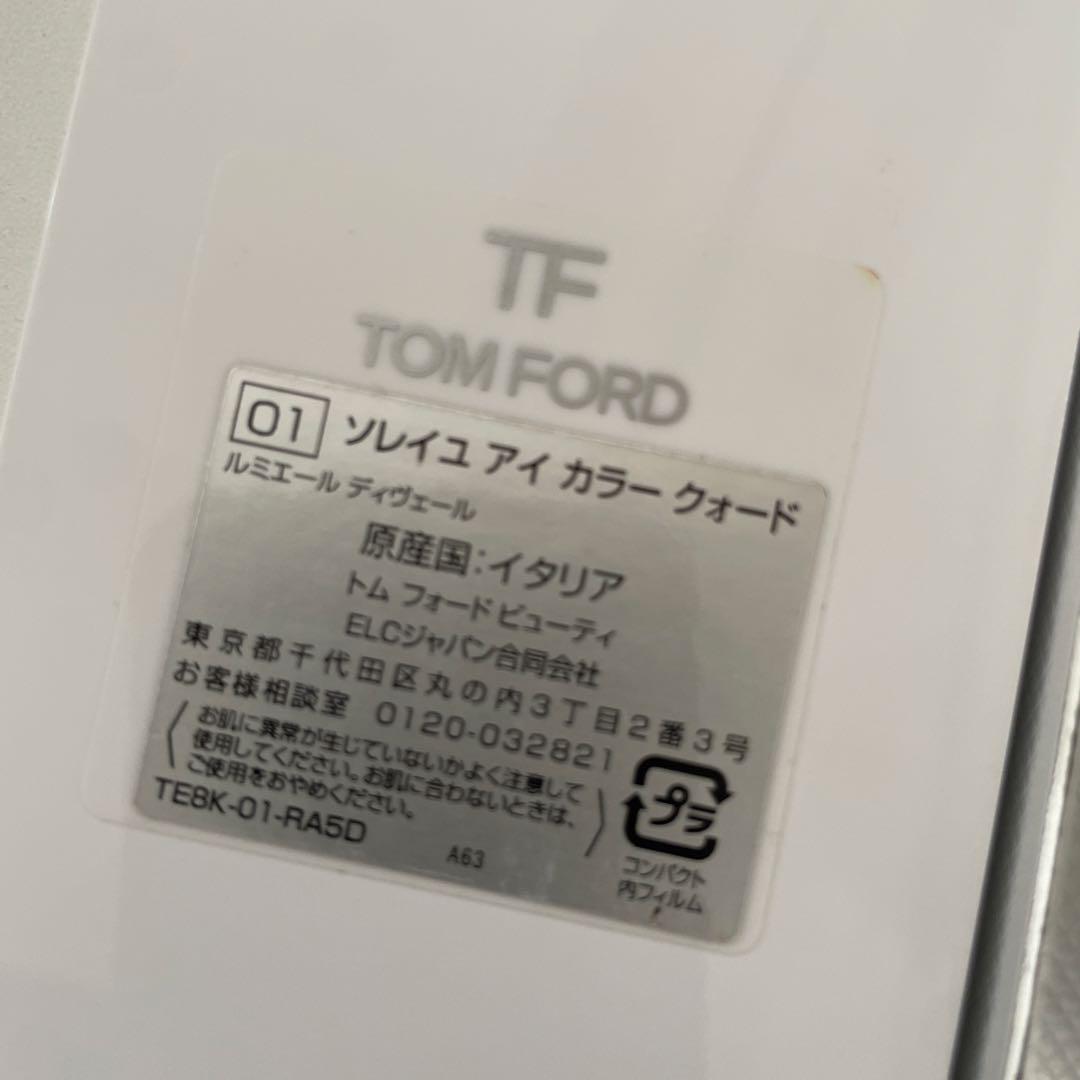 TF
TOM FORD
01 ソレイユ アイ カラー クォード
ルミエール ディヴェール
原産国:イタリア
トム フォード ビューティ
ELCジャパン合同会社
東京都千代田区丸の内3丁目2番3号
お客様相談室 0120-032821
お肌に異常が生じていないかよく注意して
使用してください。お肌に合わないときは、
ご使用をおやめください。
TE8K-01-RA5D
A63
プラ
コンパクト
内フィルム